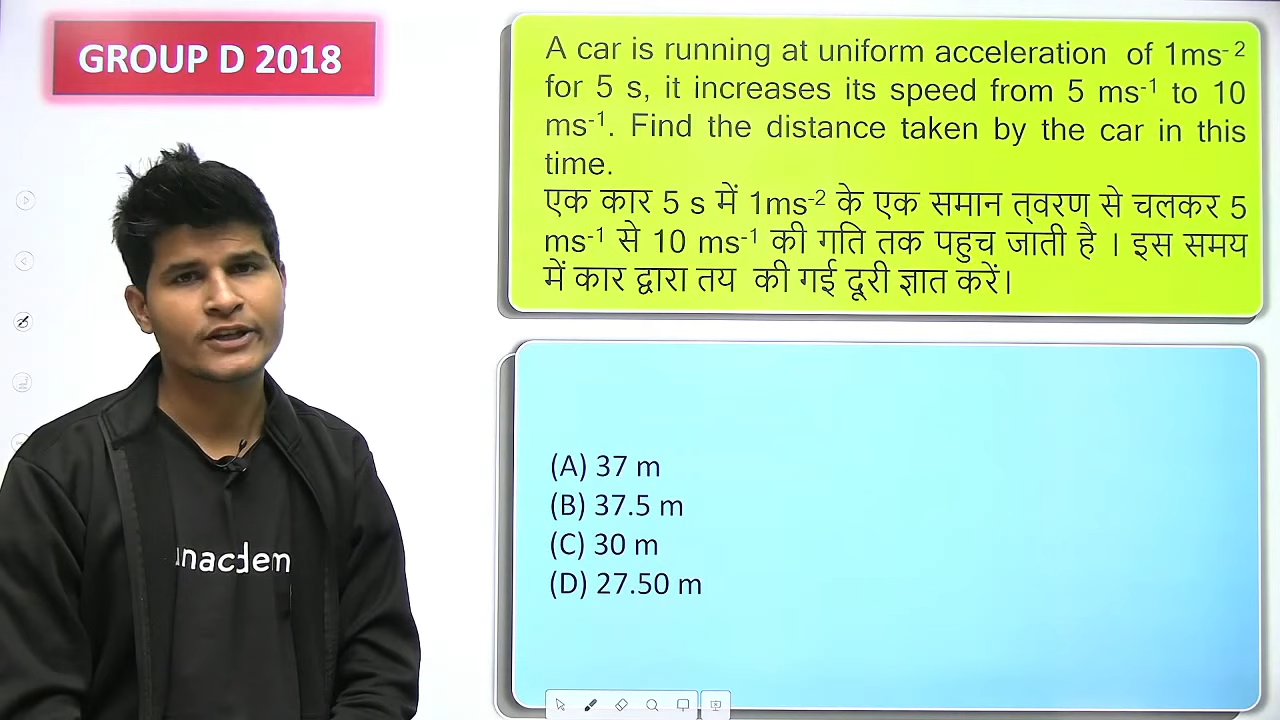 GROUP D 2018
A car is running at uniform acceleration of 1ms⁻² 
for 5 s, it increases its speed from 5 ms⁻¹ to 10
ms⁻¹. Find the distance taken by the car in this
time.
एक कार 5 s में 1ms⁻² के एक समान त्‌वरण से चलकर 5
ms⁻¹ से 10 ms⁻¹ की गति तक पहुच जाती है । इस समय
में कार द्वारा तय की गई दूरी ज्ञात करें।
(A) 37 m
(B) 37.5 m
(C) 30 m
(D) 27.50 m
unacdem